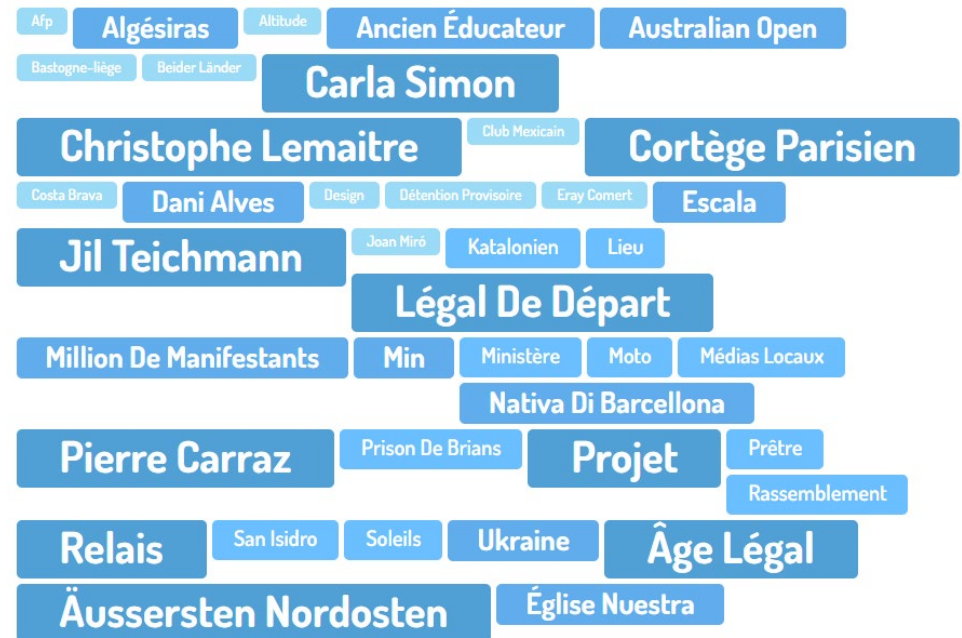 Afp Algésiras Altitude Ancien Éducateur Australian Open
Bastogne-liège Beider Länder Carla Simon
Christophe Lemaitre Club Mexicain Cortège Parisien
Costa Brava Dani Alves Design Détention Provisoire Eray Comert Escala
Jil Teichmann Joan Miró Katalonien Lieu
Légal De Départ
Million De Manifestants Min Ministère Moto Médias Locaux
Nativa Di Barcellona
Pierre Carraz Prison De Brians Projet Prêtre
Rassemblement
Relais San Isidro Soleils Ukraine Âge Légal
Äussersten Nordosten Église Nuestra